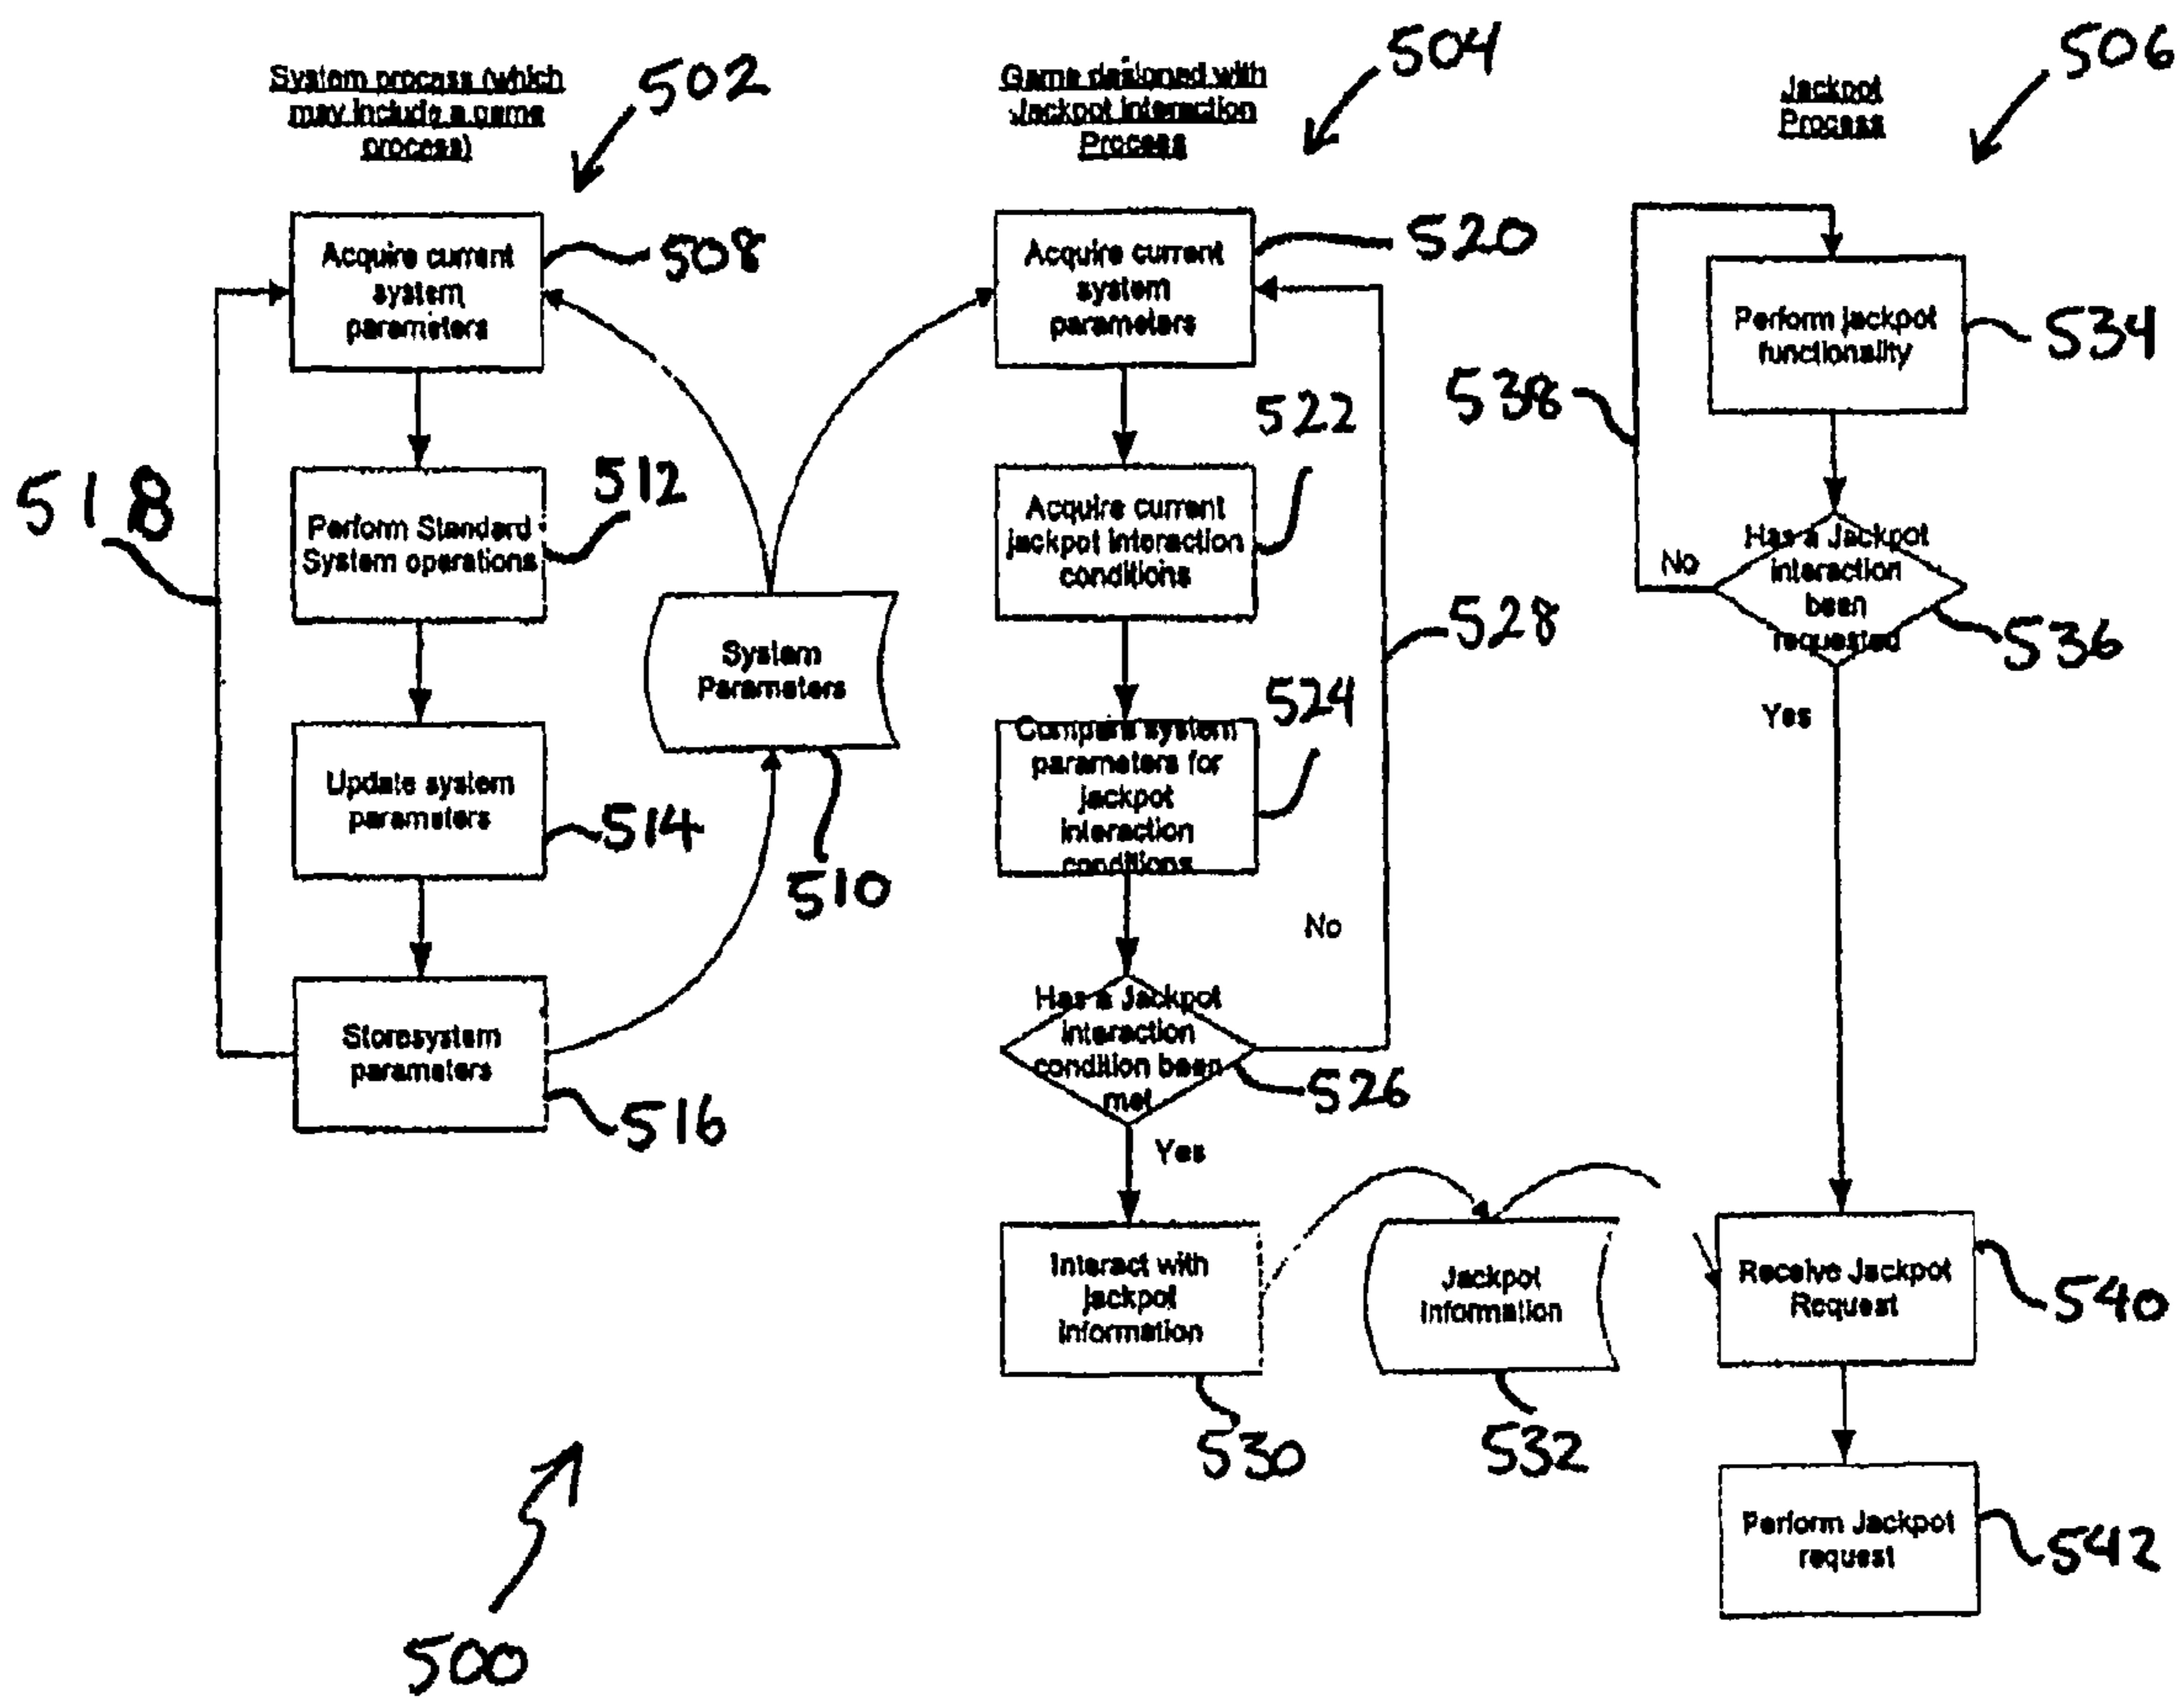 System process (which
may include a game
process)
502
Game designed with
Jackpot interaction
Process
504
Jackpot
Process
506
Acquire current
system
parameters
508
Perform Standard
System operations
512
518
Update system
parameters
514
Storesystem
parameters
516
System
Parameters
510
Acquire current
system
parameters
520
Acquire current
jackpot interaction
conditions
522
Compare system
parameters for
jackpot
interaction
conditions
524
528
No
Has a Jackpot
interaction
condition been
met
526
Yes
Interact with
jackpot
information
530
Jackpot
information
532
Perform jackpot
functionality
534
538
No
Has a Jackpot
interaction
been
requested
536
Yes
Receive Jackpot
Request
540
Perform Jackpot
request
542
500